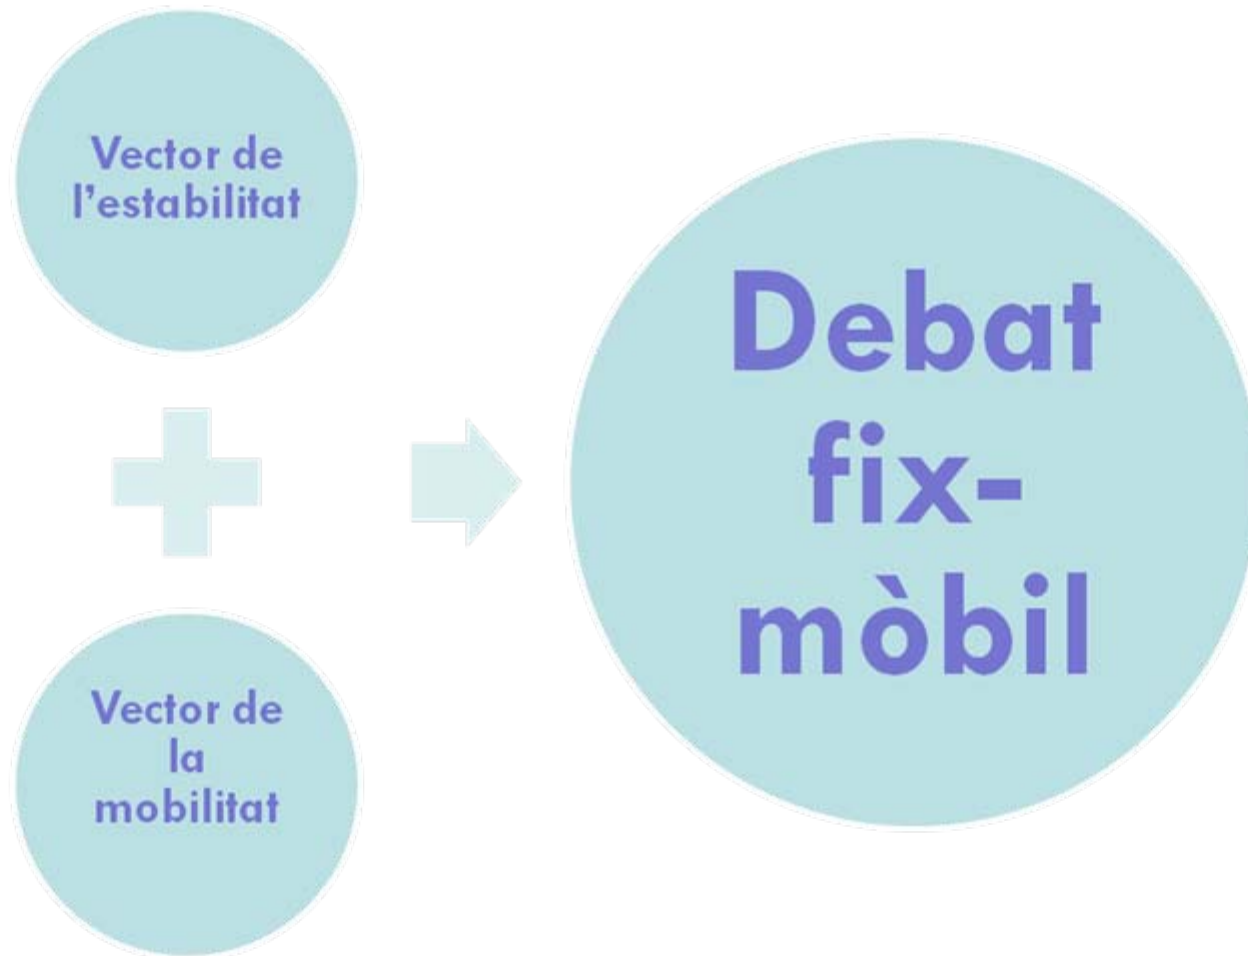 Vector de
l’estabilitat
Vector de
la
mobilitat
Debat
fix-
mòbil